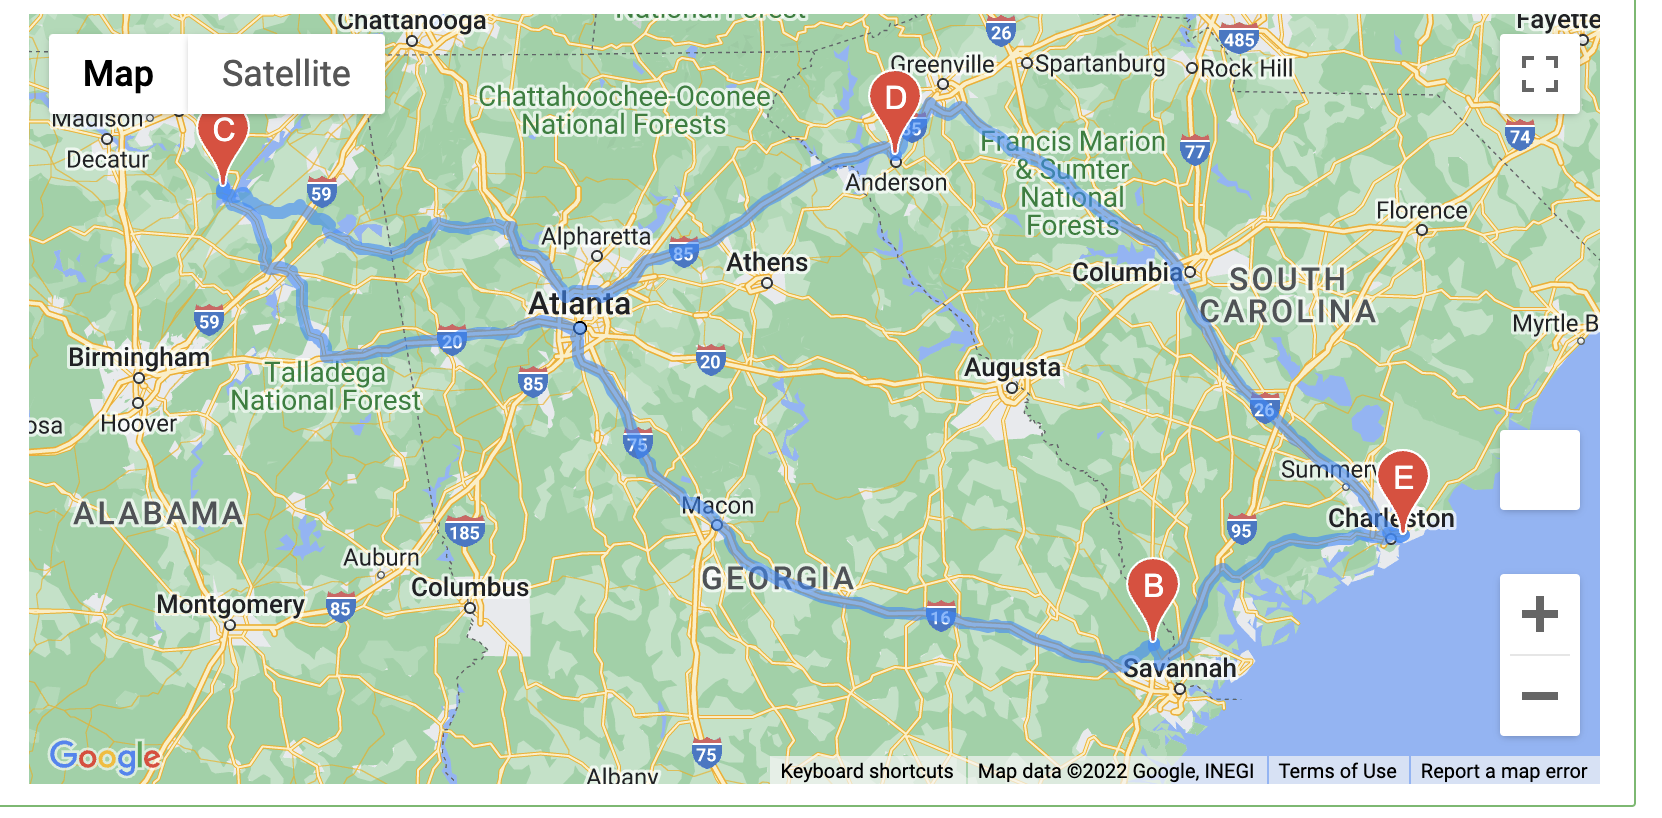 Chattanooga
National Forest
26
485
Fayette
Map
Satellite
Greenville
Spartanburg
Rock Hill
Chattahoochee-Oconee
National Forests
D
85
74
Madison
C
Decatur
Francis Marion
& Sumter
National
Forests
77
Anderson
59
Florence
Alpharetta
85
Athens
Columbia
SOUTH
CAROLINA
Atlanta
59
20
20
Myrtle B
Birmingham
Talladega
National Forest
85
Augusta
Hoover
osa
26
75
Summerv
E
Macon
Charleston
ALABAMA
185
95
Auburn
GEORGIA
B
Columbus
Montgomery
85
16
Savannah
75
Google
Albany
Keyboard shortcuts
Map data ©2022 Google, INEGI
Terms of Use
Report a map error